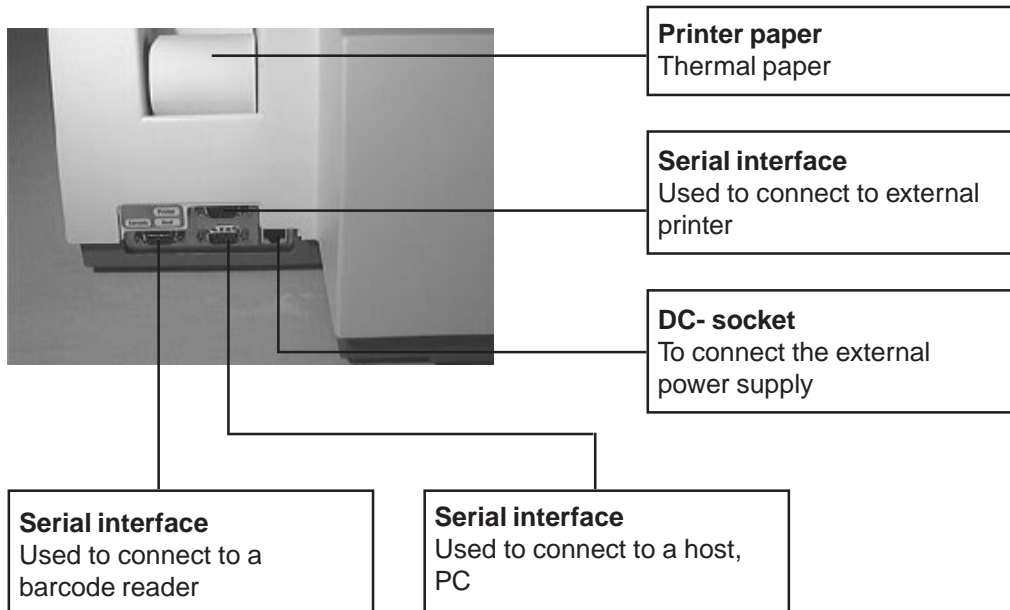 Printer paper
Thermal paper
Serial interface
Used to connect to external
printer
DC- socket
To connect the external
power supply
Serial interface
Used to connect to a
barcode reader
Serial interface
Used to connect to a host,
PC